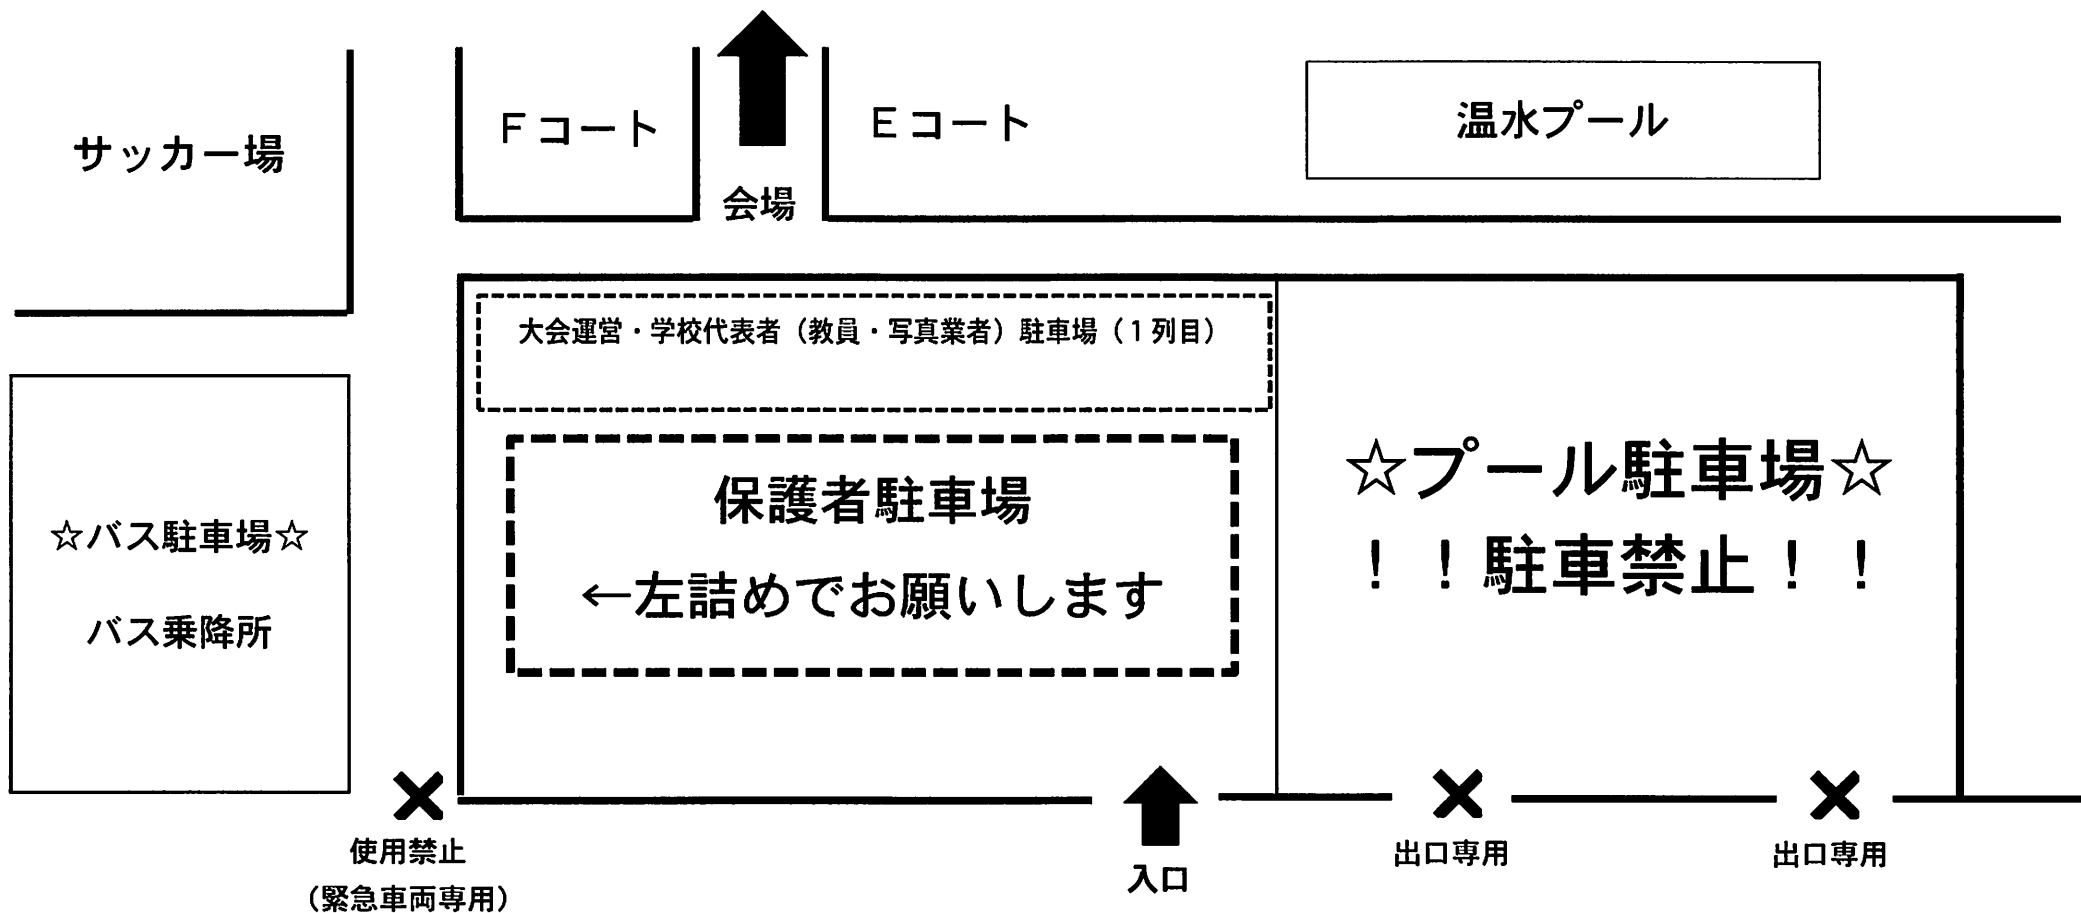 サッカー場
Ｆコート
Ｅコート
温水プール
会場
大会運営・学校代表者（教員・写真業者）駐車場（１列目）
保護者駐車場
←左詰めでお願いします
☆プール駐車場☆
！！駐車禁止！！
☆バス駐車場☆
バス乗降所
使用禁止
（緊急車両専用）
入口
出口専用
出口専用